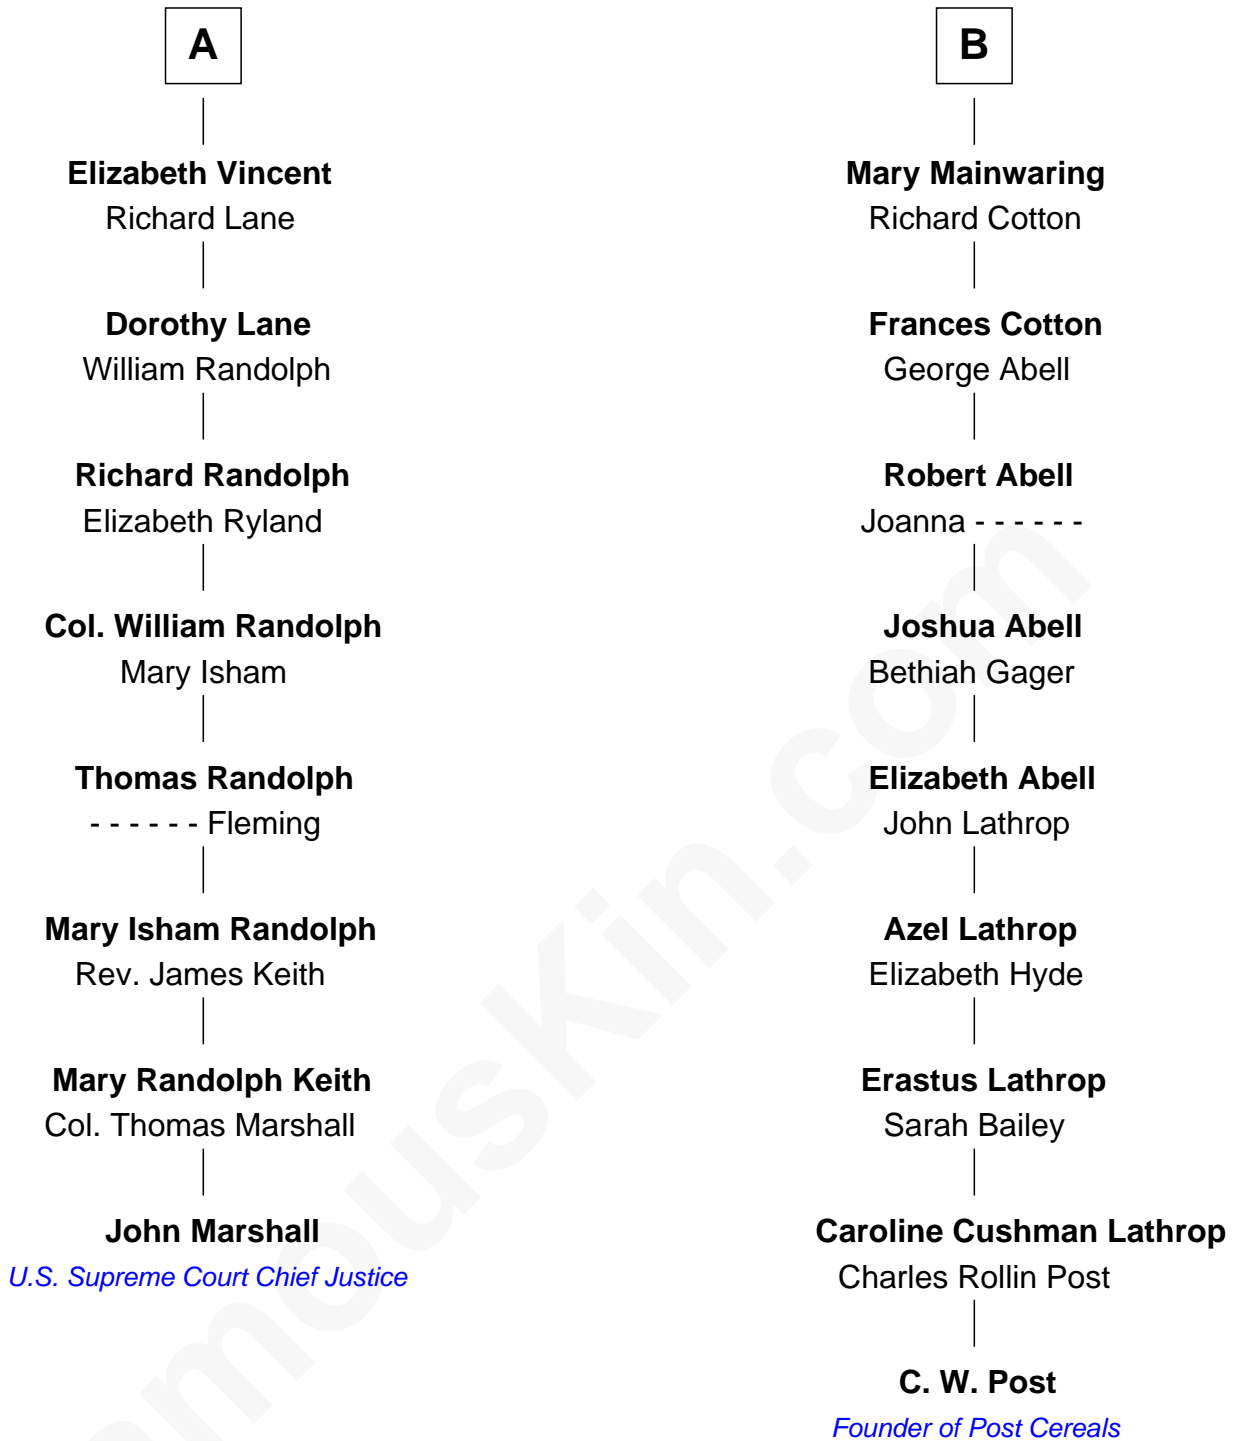 A
Elizabeth Vincent
Richard Lane
Dorothy Lane
William Randolph
Richard Randolph
Elizabeth Ryland
Col. William Randolph
Mary Isham
Thomas Randolph
- - - - - - Fleming
Mary Isham Randolph
Rev. James Keith
Mary Randolph Keith
Col. Thomas Marshall
John Marshall
U.S. Supreme Court Chief Justice
B
Mary Mainwaring
Richard Cotton
Frances Cotton
George Abell
Robert Abell
Joanna - - - - - -
Joshua Abell
Bethiah Gager
Elizabeth Abell
John Lathrop
Azel Lathrop
Elizabeth Hyde
Erastus Lathrop
Sarah Bailey
Caroline Cushman Lathrop
Charles Rollin Post
C. W. Post
Founder of Post Cereals
amousKin.com